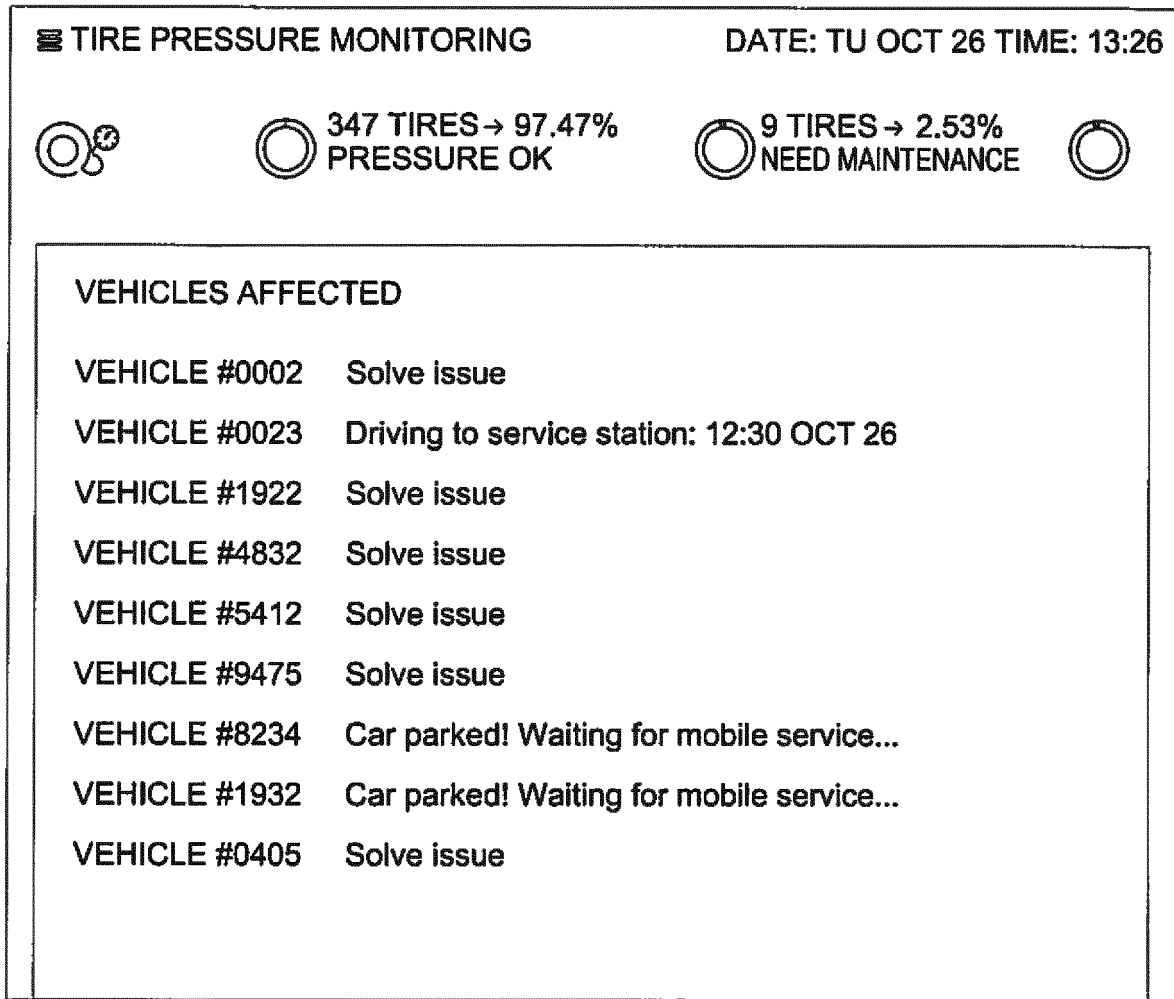 TIRE PRESSURE MONITORING DATE: TU OCT 26 TIME: 13:26
347 TIRES→ 97.47% 9 TIRES→ 2.53%
PRESSURE OK NEED MAINTENANCE
VEHICLES AFFECTED
VEHICLE #0002 Solve issue
VEHICLE #0023 Driving to service station: 12:30 OCT 26
VEHICLE #1922 Solve issue
VEHICLE #4832 Solve issue
VEHICLE #5412 Solve issue
VEHICLE #9475 Solve issue
VEHICLE #8234 Car parked! Waiting for mobile service...
VEHICLE #1932 Car parked! Waiting for mobile service...
VEHICLE #0405 Solve issue